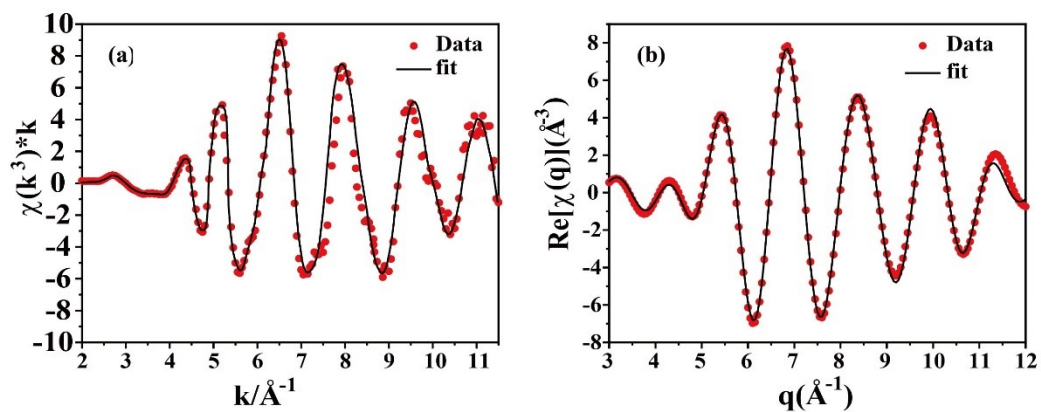 (a)
Data
fit
χ(k³)*k
10
8
6
4
2
0
-2
-4
-6
-8
-10
2 3 4 5 6 7 8 9 10 11
k/Å⁻¹
(b)
Data
fit
Re[χ(q)](Å⁻³)
8
6
4
2
0
-2
-4
-6
-8
3 4 5 6 7 8 9 10 11 12
q(Å⁻¹)